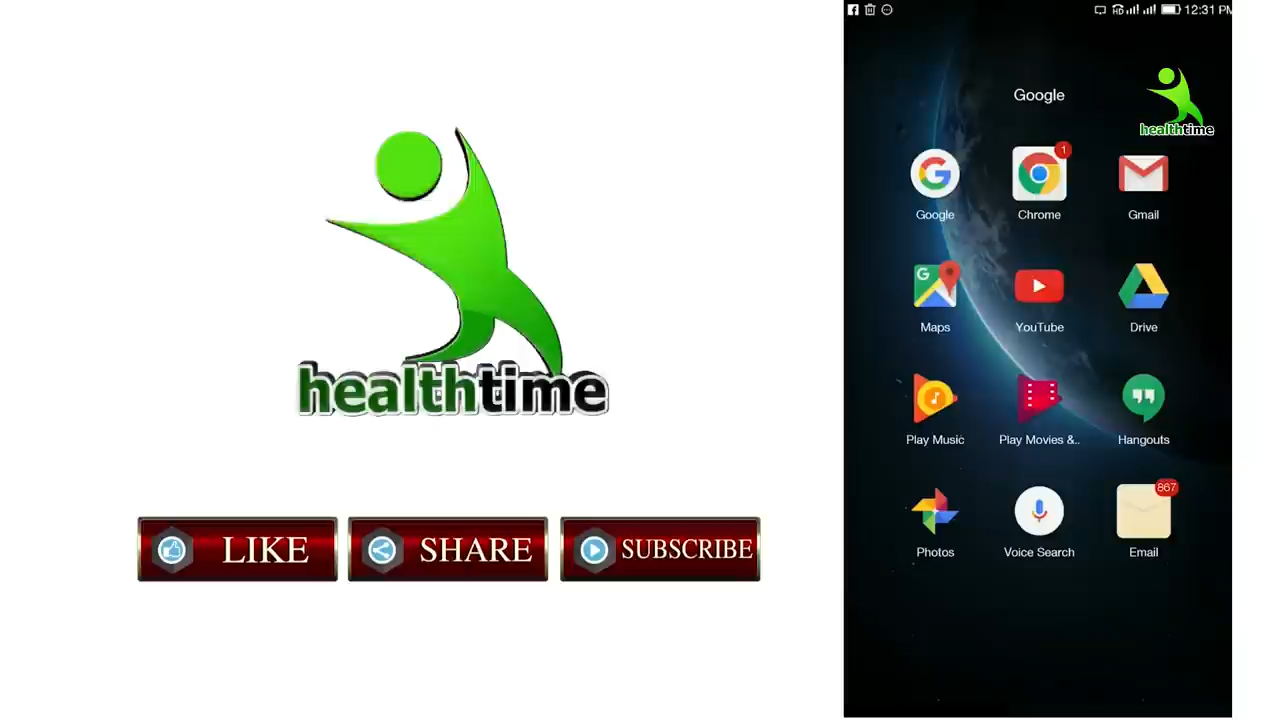 healthtime
LIKE
SHARE
SUBSCRIBE
HD
12:31 PM
Google
healthtime
1
Google
Chrome
Gmail
G
Maps
YouTube
Drive
Play Music
Play Movies &..
Hangouts
867
Photos
Voice Search
Email